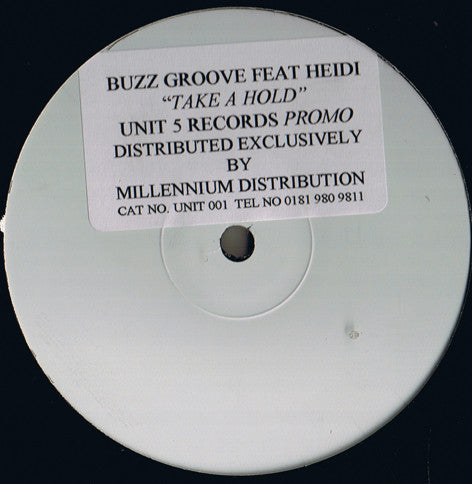 BUZZ GROOVE FEAT HEIDI
“TAKE A HOLD”
UNIT 5 RECORDS PROMO
DISTRIBUTED EXCLUSIVELY
BY
MILLENNIUM DISTRIBUTION
CAT NO. UNIT 001 TEL NO 0181 980 9811